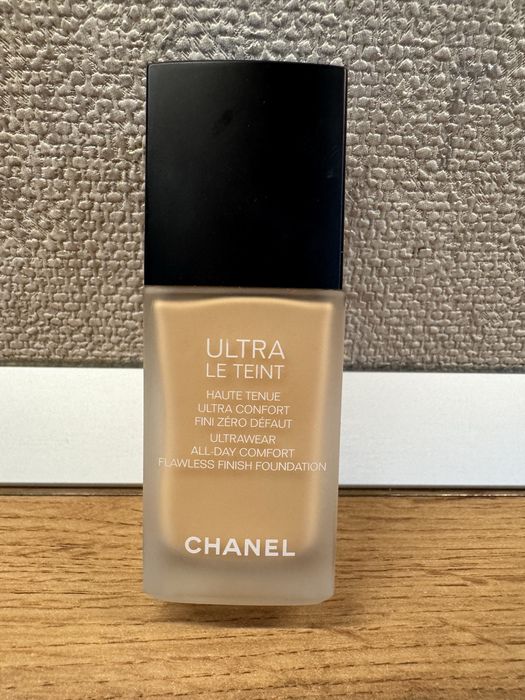 ULTRA
LE TEINT
HAUTE TENUE
ULTRA CONFORT
FINI ZÉRO DÉFAUT
ULTRAWEAR
ALL-DAY COMFORT
FLAWLESS FINISH FOUNDATION
CHANEL